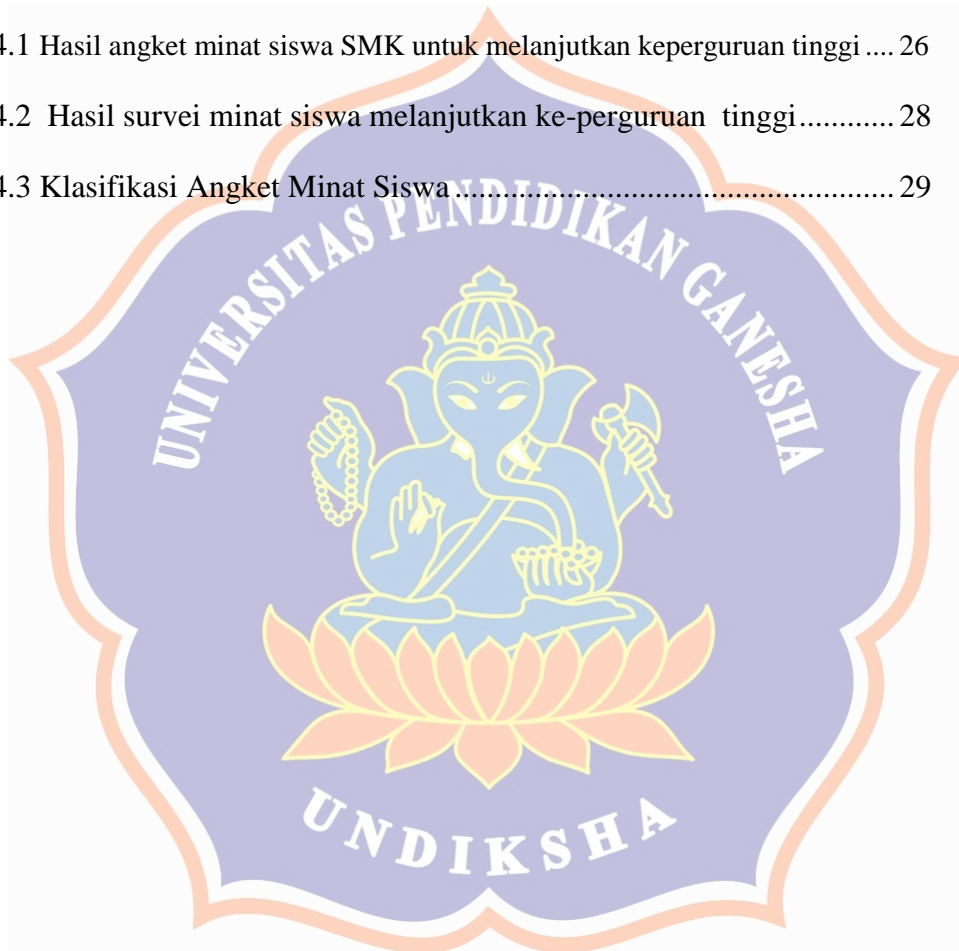 4.1 Hasil angket minat siswa SMK untuk melanjutkan keperguruan tinggi .... 26
4.2 Hasil survei minat siswa melanjutkan ke-perguruan tinggi............ 28
4.3 Klasifikasi Angket Minat Siswa.................................................... 29
UNIVERSITAS PENDIDIKAN GANESHA
UNDIKSHA